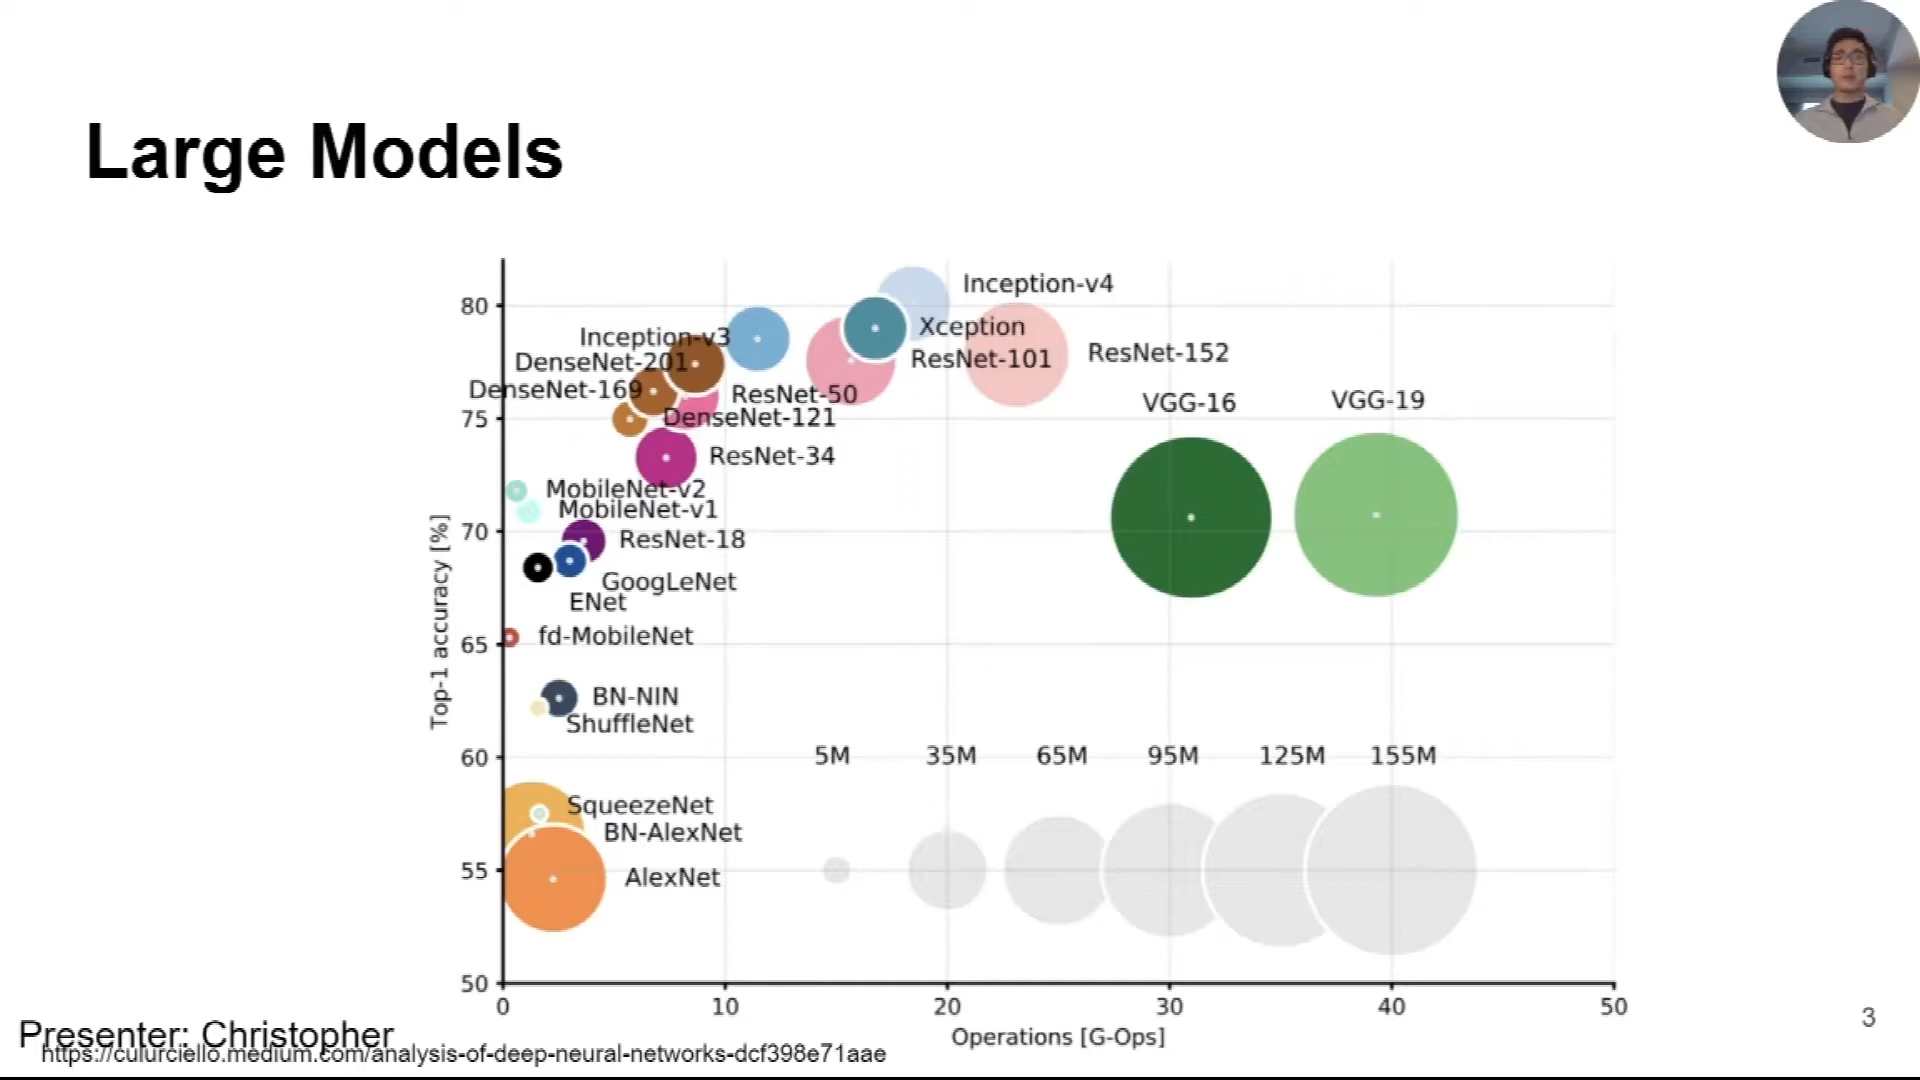 Large Models
80
75
70
65
60
55
50
Top-1 accuracy [%]
Inception-v4
Xception
Inception-v3
ResNet-152
ResNet-101
DenseNet-201
DenseNet-169
ResNet-50
VGG-16
VGG-19
DenseNet-121
ResNet-34
MobileNet-v2
MobileNet-v1
ResNet-18
GoogLeNet
ENet
fd-MobileNet
BN-NIN
ShuffleNet
5M 35M 65M 95M 125M 155M
SqueezeNet
BN-AlexNet
AlexNet
0 10 20 30 40 50
Operations [G-Ops]
Presenter: Christopher
https://culurciello.medium.com/analysis-of-deep-neural-networks-dcf398e71aae
3